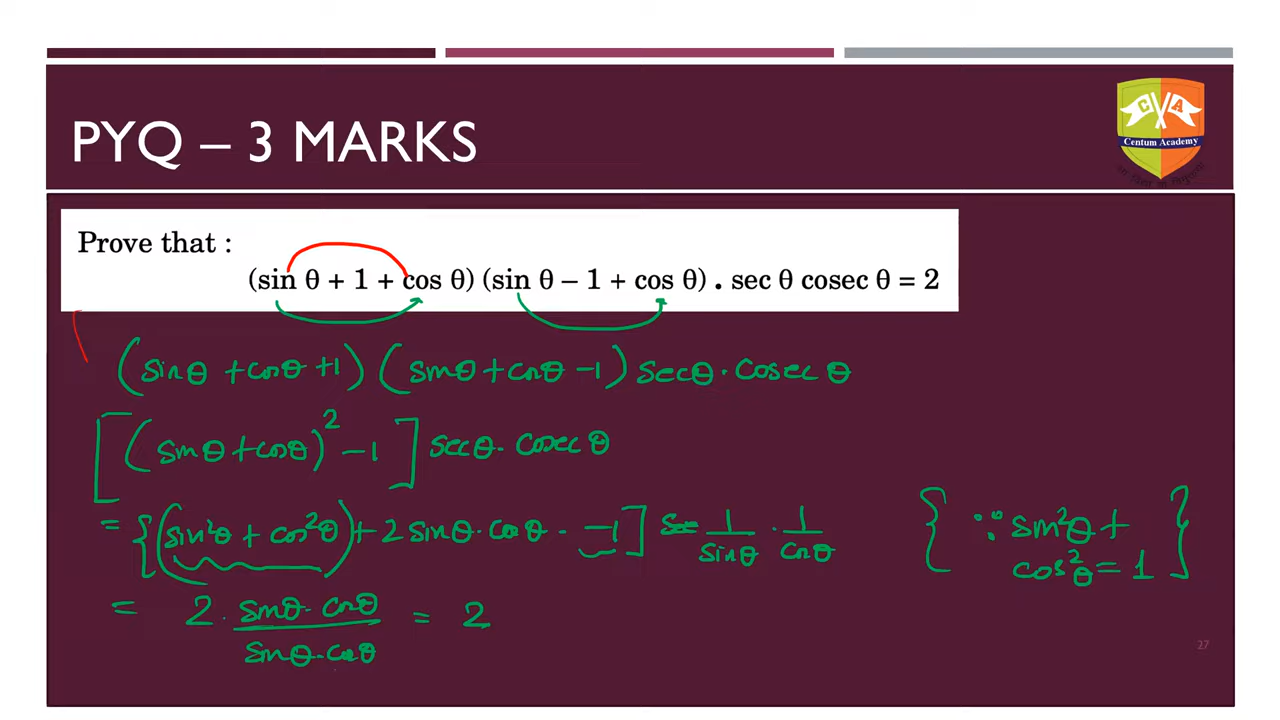 PYQ – 3 MARKS
C A
Centum Academy
Prove that :
(sin θ + 1 + cos θ) (sin θ – 1 + cos θ) . sec θ cosec θ = 2
(sinθ + cosθ +1) (sinθ + cosθ -1) secθ · cosec θ
[(sinθ + cosθ)² -1] secθ · cosec θ
= {(sin²θ + cos²θ) + 2 sinθ · cosθ · -1] 1/sinθ · 1/cosθ
{∵ sin²θ +
cos²θ = 1}
= 2 · sinθ · cosθ / sinθ · cosθ = 2
27